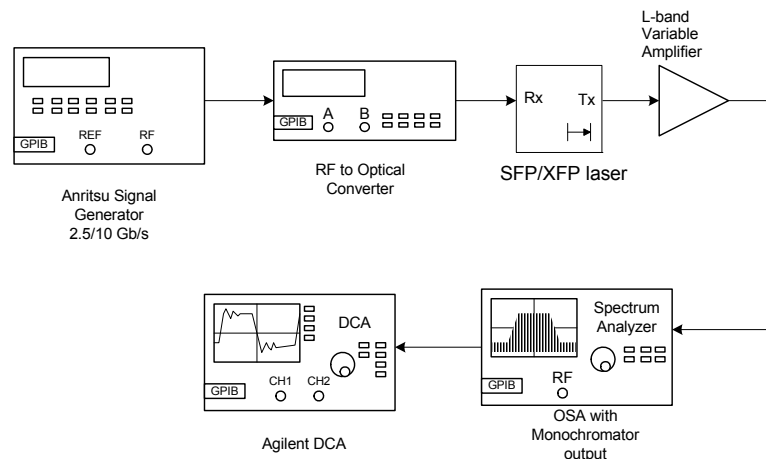 L-band
Variable
Amplifier
GPIB
REF
RF
Anritsu Signal
Generator
2.5/10 Gb/s
GPIB
A
B
RF to Optical
Converter
Rx
Tx
SFP/XFP laser
DCA
GPIB
CH1
CH2
Agilent DCA
Spectrum
Analyzer
GPIB
RF
OSA with
Monochromator
output